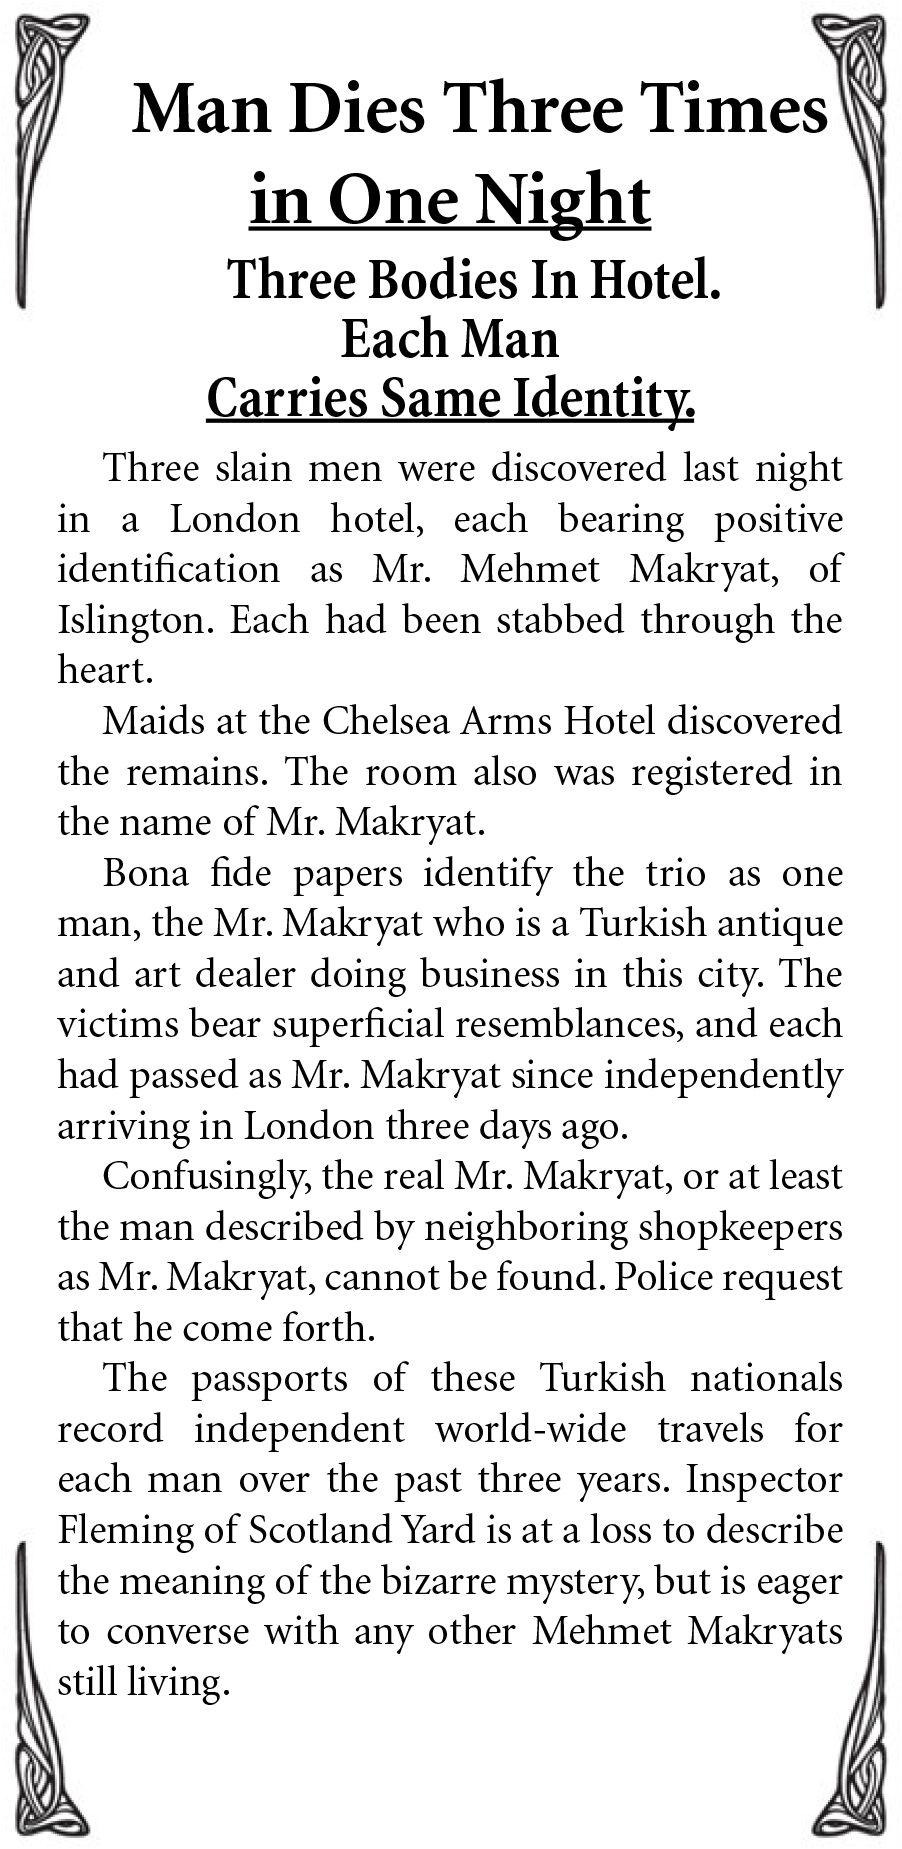 Man Dies Three Times
in One Night
Three Bodies In Hotel.
Each Man
Carries Same Identity.
Three slain men were discovered last night
in a London hotel, each bearing positive
identification as Mr. Mehmet Makryat, of
Islington. Each had been stabbed through the
heart.
Maids at the Chelsea Arms Hotel discovered
the remains. The room also was registered in
the name of Mr. Makryat.
Bona fide papers identify the trio as one
man, the Mr. Makryat who is a Turkish antique
and art dealer doing business in this city. The
victims bear superficial resemblances, and each
had passed as Mr. Makryat since independently
arriving in London three days ago.
Confusingly, the real Mr. Makryat, or at least
the man described by neighboring shopkeepers
as Mr. Makryat, cannot be found. Police request
that he come forth.
The passports of these Turkish nationals
record independent world-wide travels for
each man over the past three years. Inspector
Fleming of Scotland Yard is at a loss to describe
the meaning of the bizarre mystery, but is eager
to converse with any other Mehmet Makryats
still living.